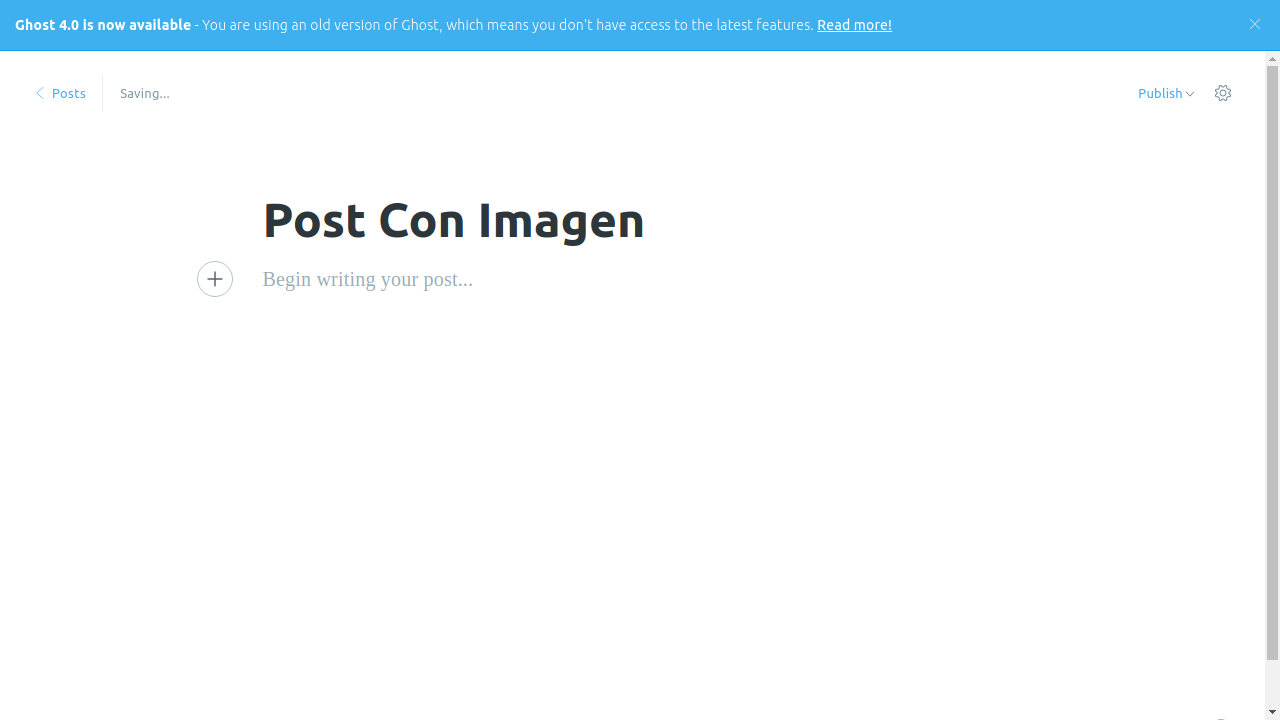 Ghost 4.0 is now available - You are using an old version of Ghost, which means you don't have access to the latest features. Read more!
Posts
Saving...
Publish
Post Con Imagen
Begin writing your post...